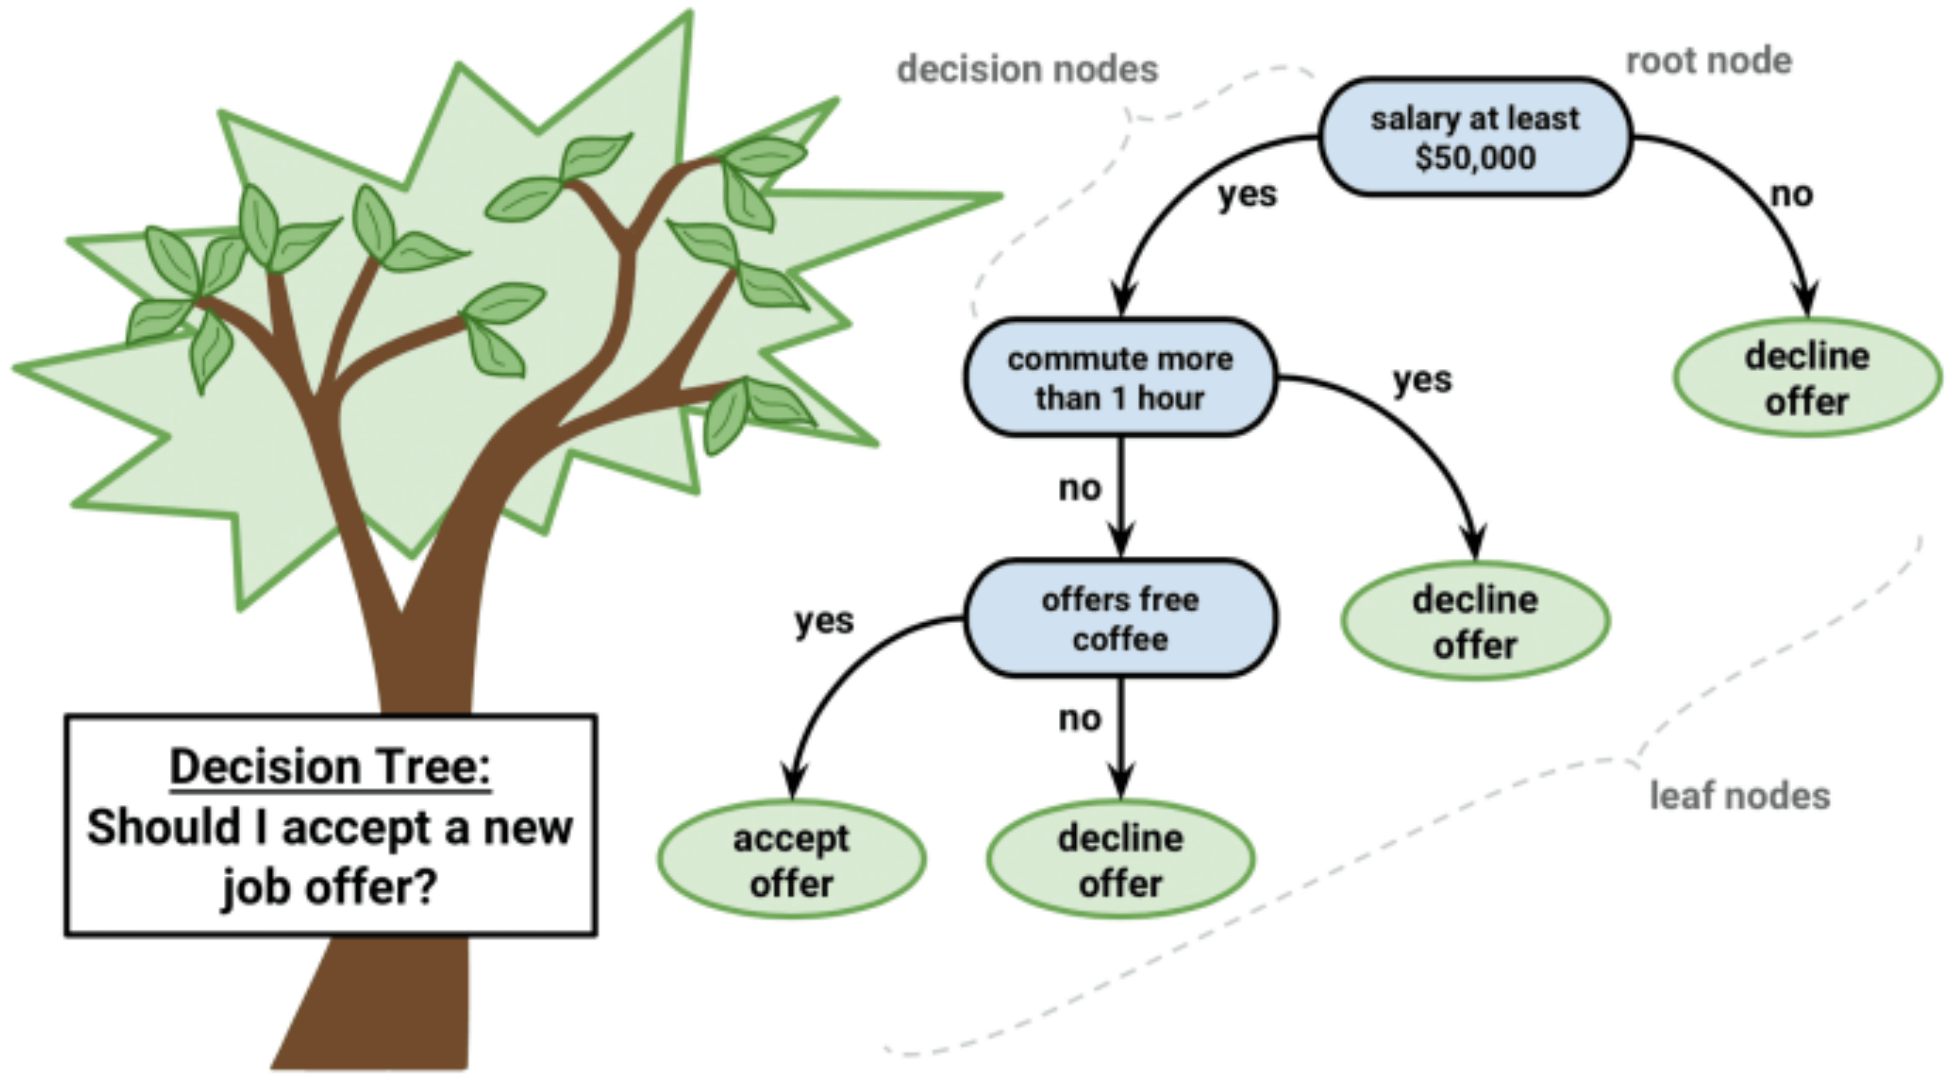 decision nodes
root node
salary at least
$50,000
yes
no
commute more
than 1 hour
yes
decline
offer
no
offers free
coffee
yes
decline
offer
no
accept
offer
decline
offer
leaf nodes
Decision Tree:
Should I accept a new
job offer?